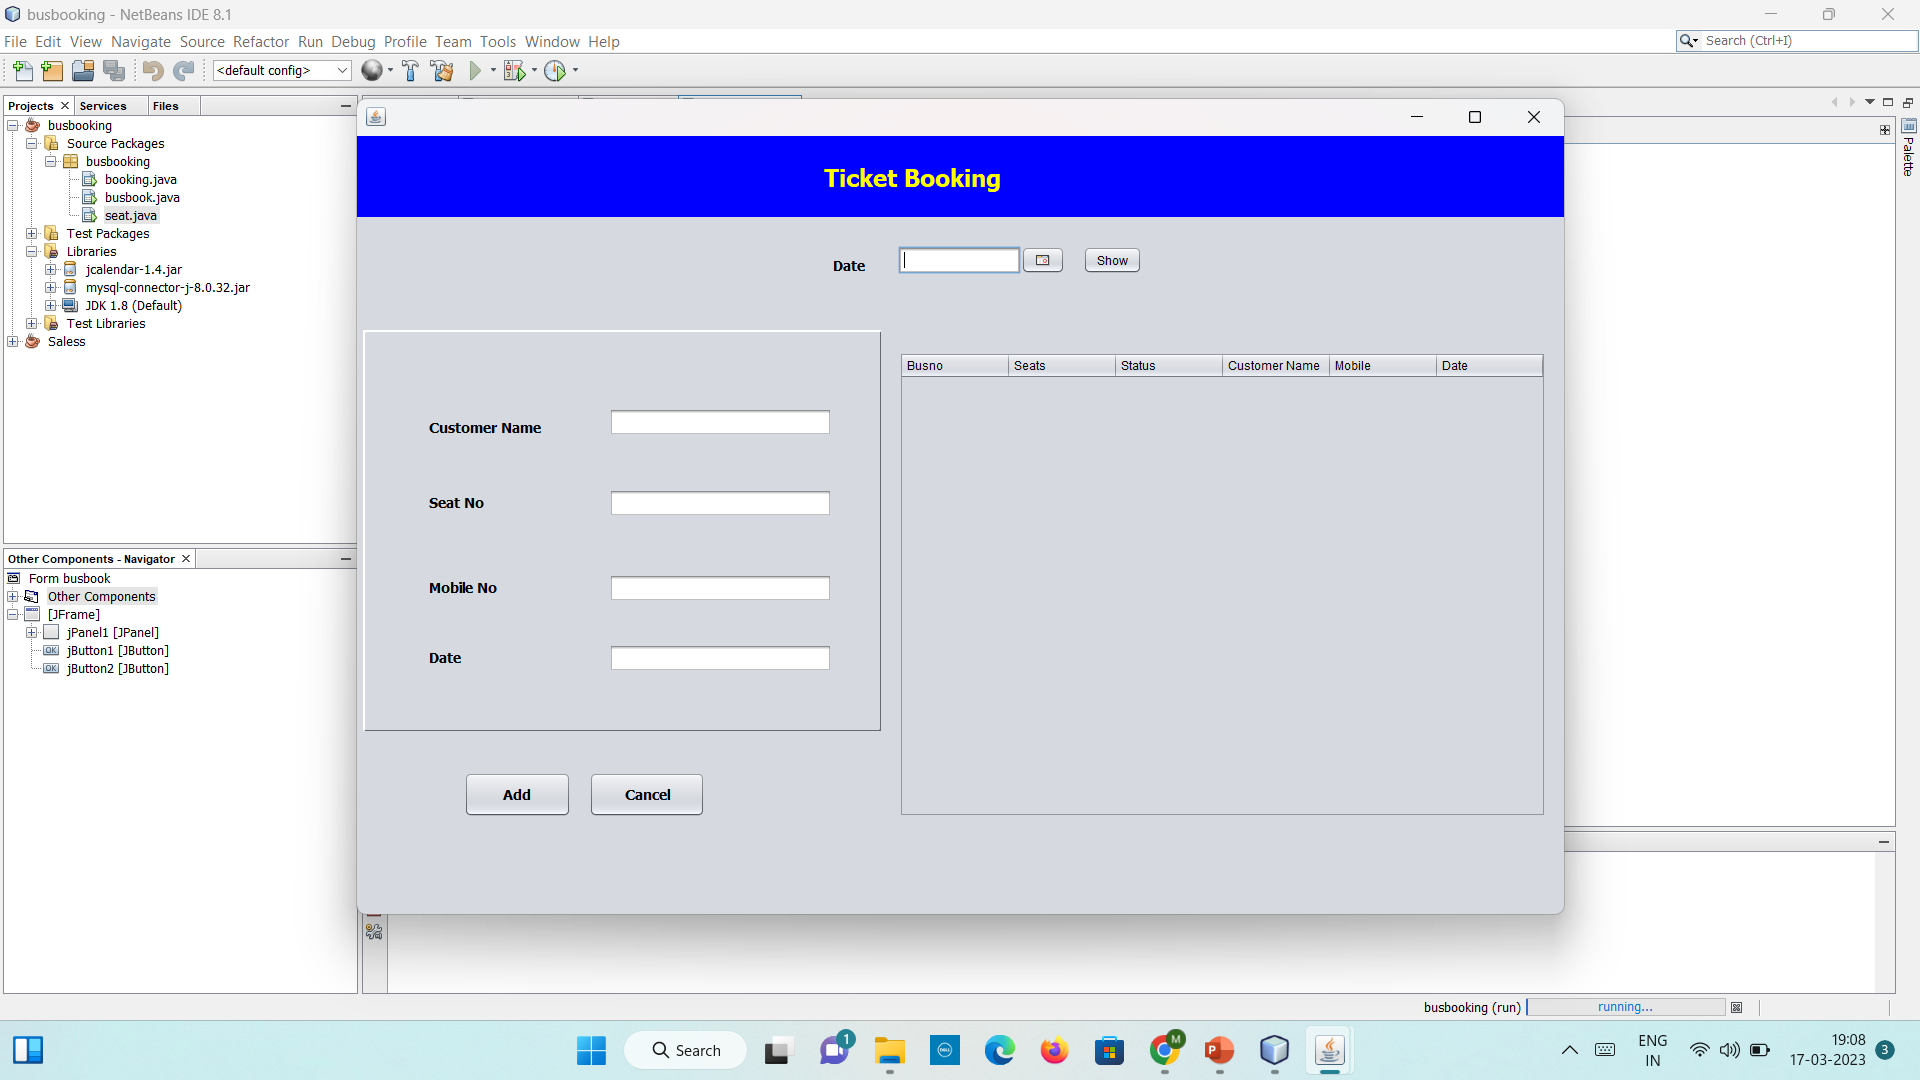 busbooking - NetBeans IDE 8.1
File Edit View Navigate Source Refactor Run Debug Profile Team Tools Window Help
Search (Ctrl+I)
<default config>
Projects Services Files
busbooking
Source Packages
busbooking
booking.java
busbook.java
seat.java
Test Packages
Libraries
jcalendar-1.4.jar
mysql-connector-j-8.0.32.jar
JDK 1.8 (Default)
Test Libraries
Saless
Palette
Ticket Booking
Date
Show
Customer Name
Seat No
Mobile No
Date
Add Cancel
Busno Seats Status Customer Name Mobile Date
Other Components - Navigator
Form busbook
Other Components
[JFrame]
jPanel1 [JPanel]
OK jButton1 [JButton]
OK jButton2 [JButton]
busbooking (run) running...
Search
1
DELL
M
P
ENG
IN
19:08
17-03-2023
3